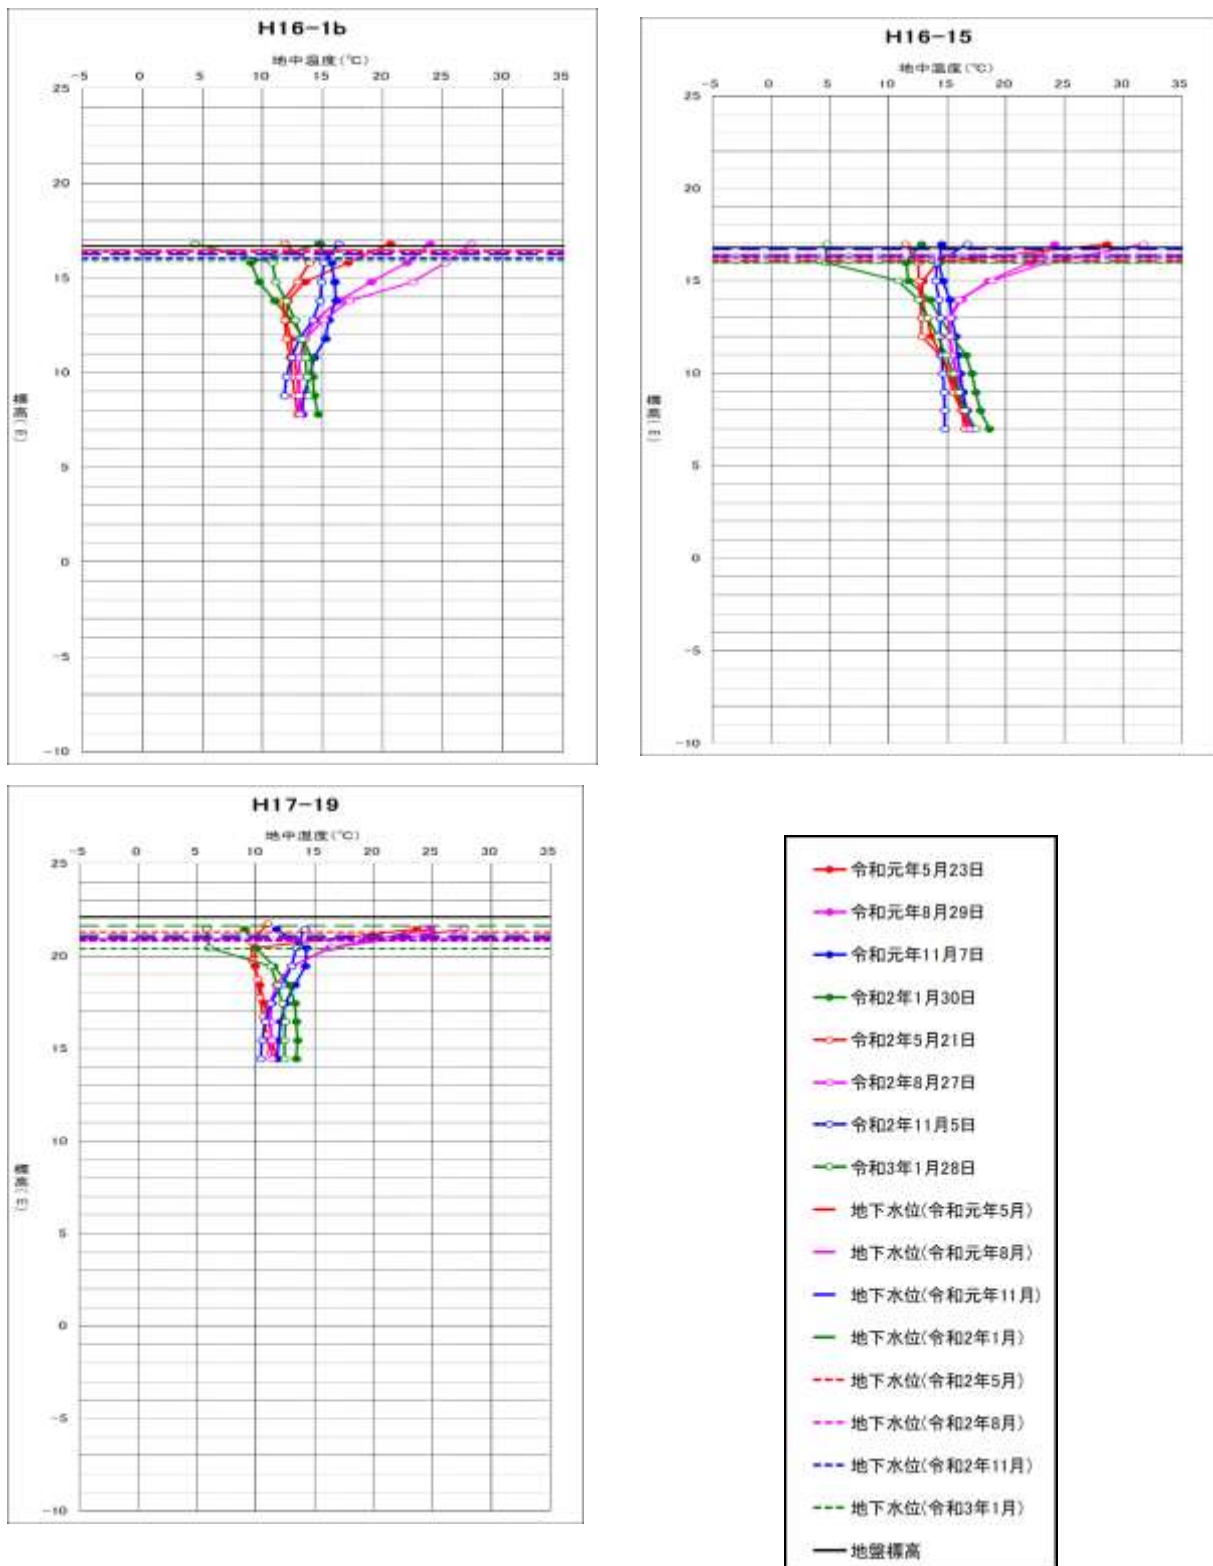 H16-1b
地中温度(℃)
-5 0 5 10 15 20 25 30 35
25
20
15
10
5
0
-5
-10
標高(m)
H16-15
地中温度(℃)
-5 0 5 10 15 20 25 30 35
25
20
15
10
5
0
-5
-10
標高(m)
H17-19
地中温度(℃)
-5 0 5 10 15 20 25 30 35
25
20
15
10
5
0
-5
-10
標高(m)
令和元年5月23日
令和元年8月29日
令和元年11月7日
令和2年1月30日
令和2年5月21日
令和2年8月27日
令和2年11月5日
令和3年1月28日
地下水位(令和元年5月)
地下水位(令和元年8月)
地下水位(令和元年11月)
地下水位(令和2年1月)
地下水位(令和2年5月)
地下水位(令和2年8月)
地下水位(令和2年11月)
地下水位(令和3年1月)
地盤標高